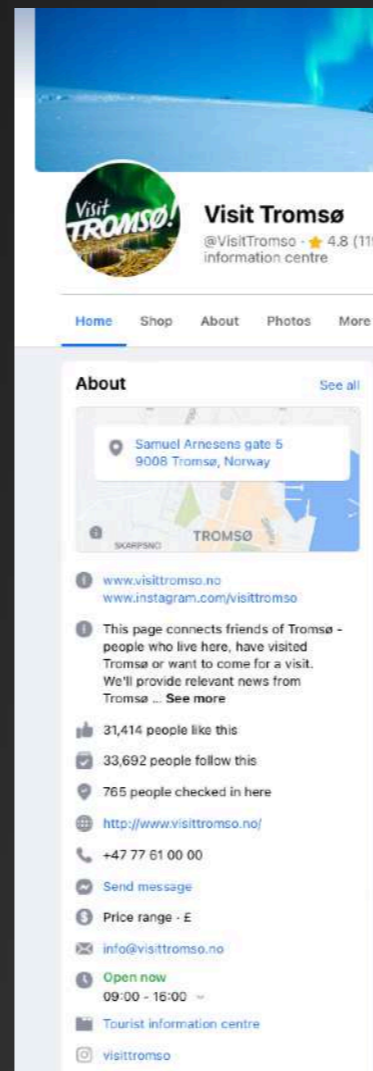 Visit
TROMSØ!
Visit Tromsø
@VisitTromso · 4.8 (
information centre
Home Shop About Photos More
About See all
Samuel Arnesens gate 5
9008 Tromsø, Norway
TROMSØ
SKARPSNO
www.visittromso.no
www.instagram.com/visittromso
This page connects friends of Tromsø -
people who live here, have visited
Tromsø or want to come for a visit.
We'll provide relevant news from
Tromsø ... See more
31,414 people like this
33,692 people follow this
765 people checked in here
http://www.visittromso.no/
+47 77 61 00 00
Send message
Price range · £
info@visittromso.no
Open now
09:00 - 16:00
Tourist information centre
visittromso